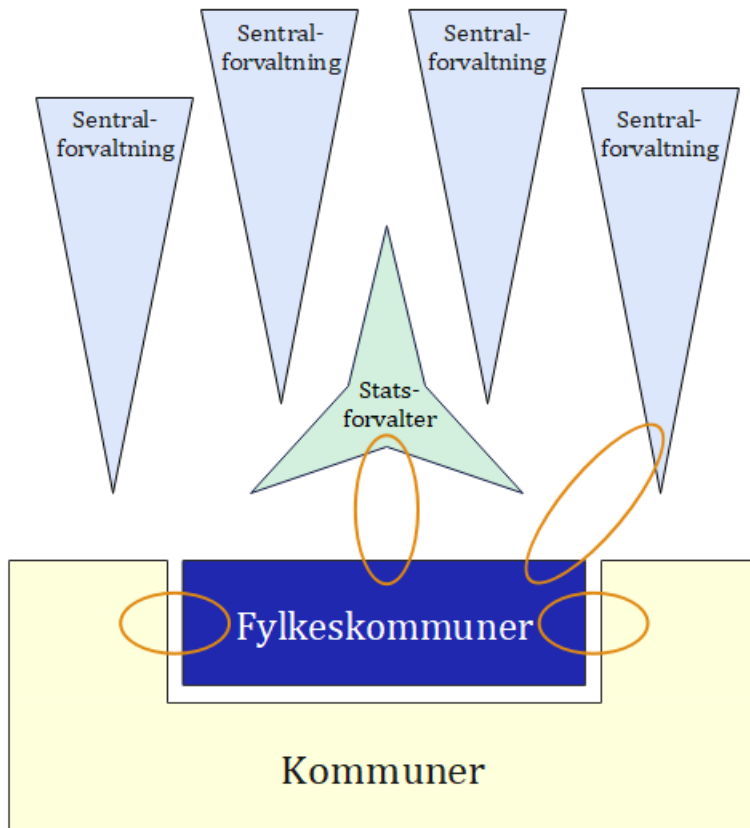 Sentral-
forvaltning
Sentral-
forvaltning
Sentral-
forvaltning
Sentral-
forvaltning
Stats-
forvalter
Fylkeskommuner
Kommuner